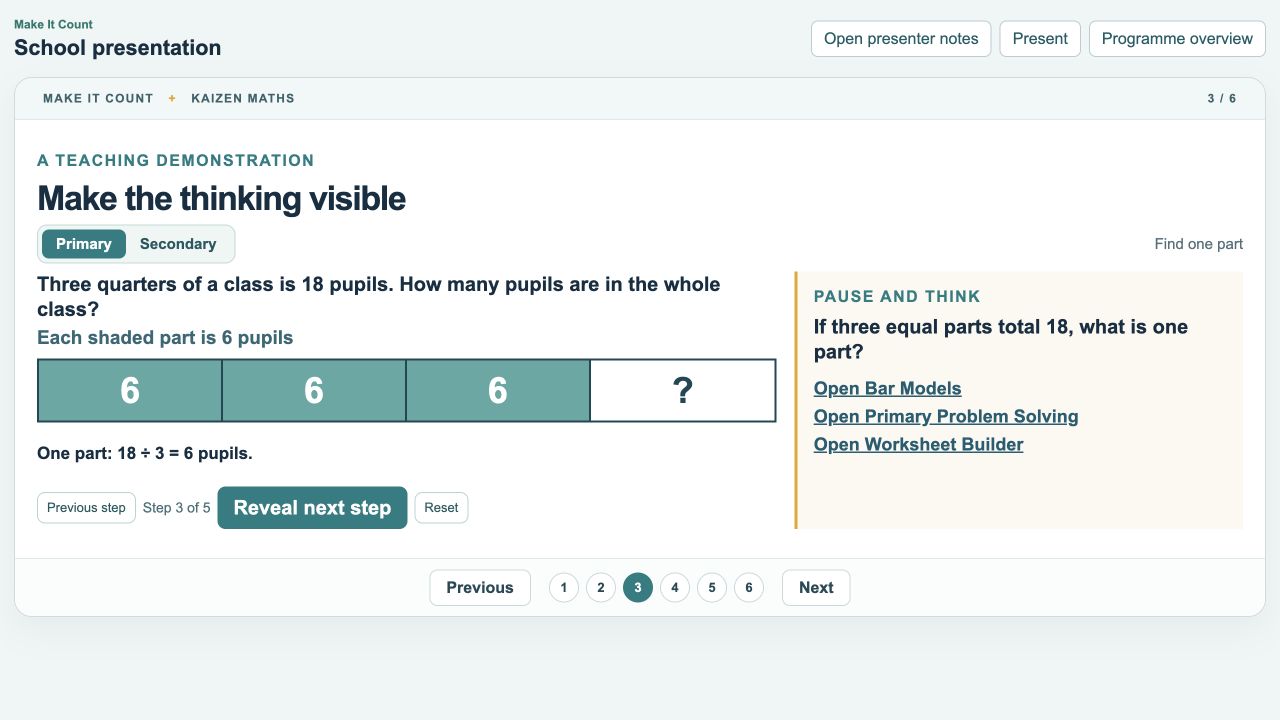 Make It Count
School presentation
Open presenter notes
Present
Programme overview
MAKE IT COUNT + KAIZEN MATHS
3 / 6
A TEACHING DEMONSTRATION
Make the thinking visible
Primary
Secondary
Find one part
Three quarters of a class is 18 pupils. How many pupils are in the whole
class?
Each shaded part is 6 pupils
6
6
6
?
One part: 18 ÷ 3 = 6 pupils.
Previous step
Step 3 of 5
Reveal next step
Reset
PAUSE AND THINK
If three equal parts total 18, what is one
part?
Open Bar Models
Open Primary Problem Solving
Open Worksheet Builder
Previous
1
2
3
4
5
6
Next